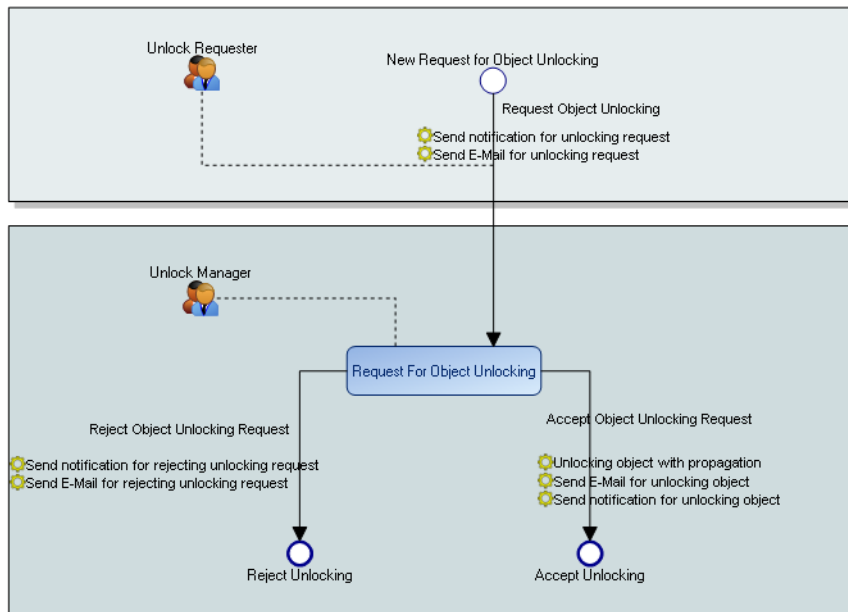 Unlock Requester
New Request for Object Unlocking
Request Object Unlocking
Send notification for unlocking request
Send E-Mail for unlocking request
Unlock Manager
Request For Object Unlocking
Reject Object Unlocking Request
Send notification for rejecting unlocking request
Send E-Mail for rejecting unlocking request
Accept Object Unlocking Request
Unlocking object with propagation
Send E-Mail for unlocking object
Send notification for unlocking object
Reject Unlocking
Accept Unlocking